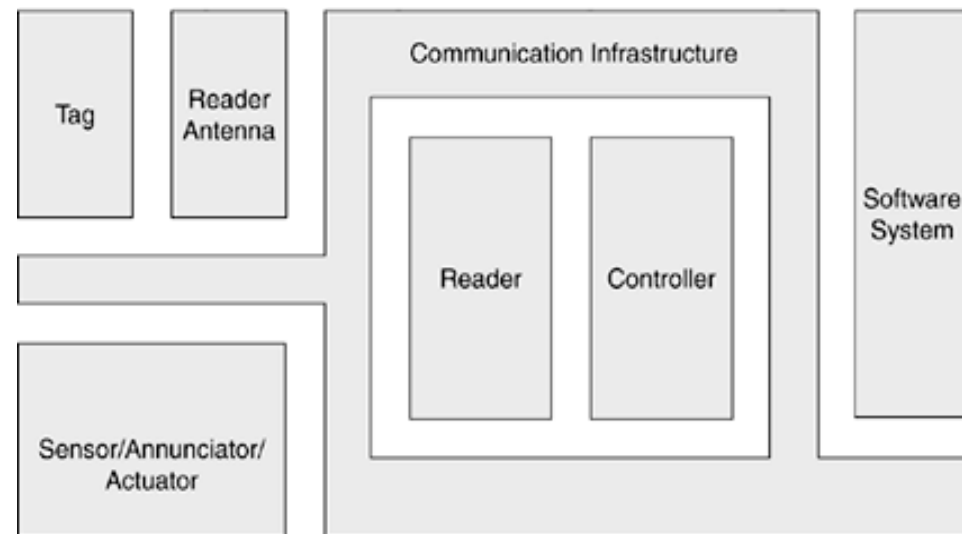 Communication Infrastructure
Tag
Reader
Antenna
Software
System
Reader
Controller
Sensor/Annunciator/
Actuator